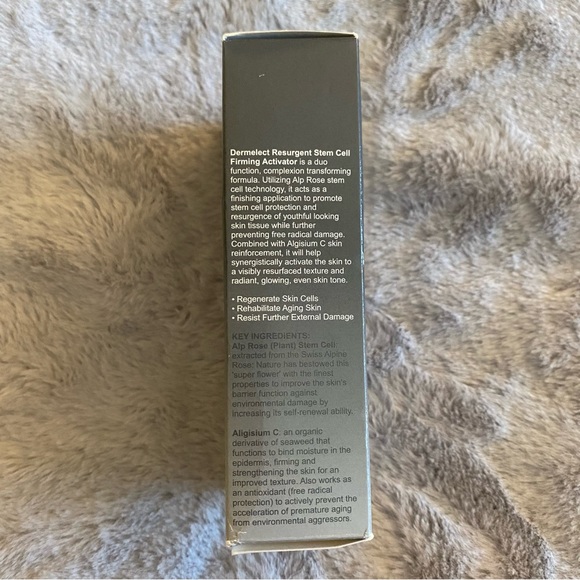 Dermelect Resurgent Stem Cell
Firming Activator is a duo
function, complexion transforming
formula. Utilizing Alp Rose stem
cell technology, it acts as a
finishing application to promote
stem cell protection and
resurgence of youthful looking
skin tissue while further
preventing free radical damage.
Combined with Algisium C skin
reinforcement, it will help
synergistically activate the skin to
a visibly resurfaced texture and
radiant, glowing, even skin tone.
• Regenerate Skin Cells
• Rehabilitate Aging Skin
• Resist Further External Damage
KEY INGREDIENTS:
Alp Rose (Plant) Stem Cell:
extracted from the Swiss Alpine
Rose; Nature has bestowed this
'super flower' with the finest
properties to improve the skin's
barrier function against
environmental damage by
increasing its self-renewal ability.
Aligisium C: an organic
derivative of seaweed that
functions to bind moisture in the
epidermis, firming and
strengthening the skin for an
improved texture. Also works as
an antioxidant (free radical
protection) to actively prevent the
acceleration of premature aging
from environmental aggressors.